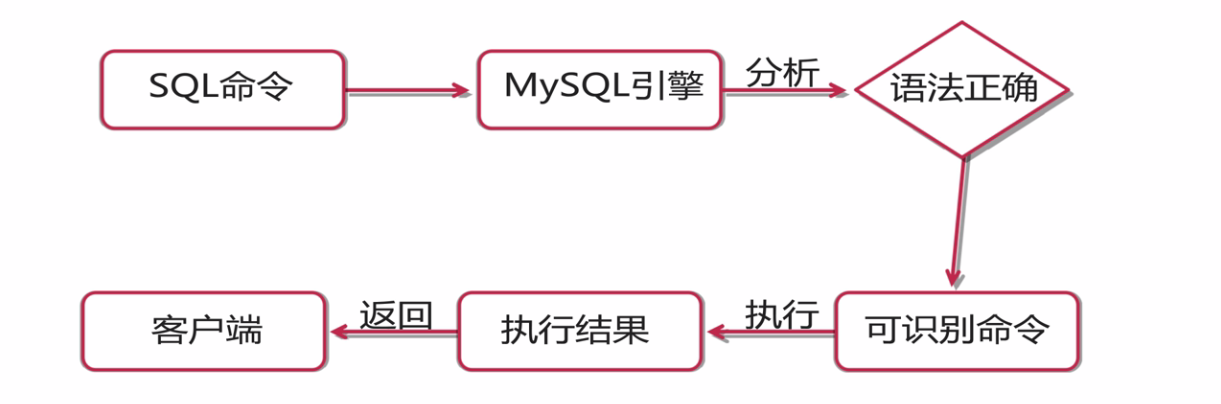 SQL命令
MySQL引擎
分析
语法正确
可识别命令
执行
执行结果
返回
客户端